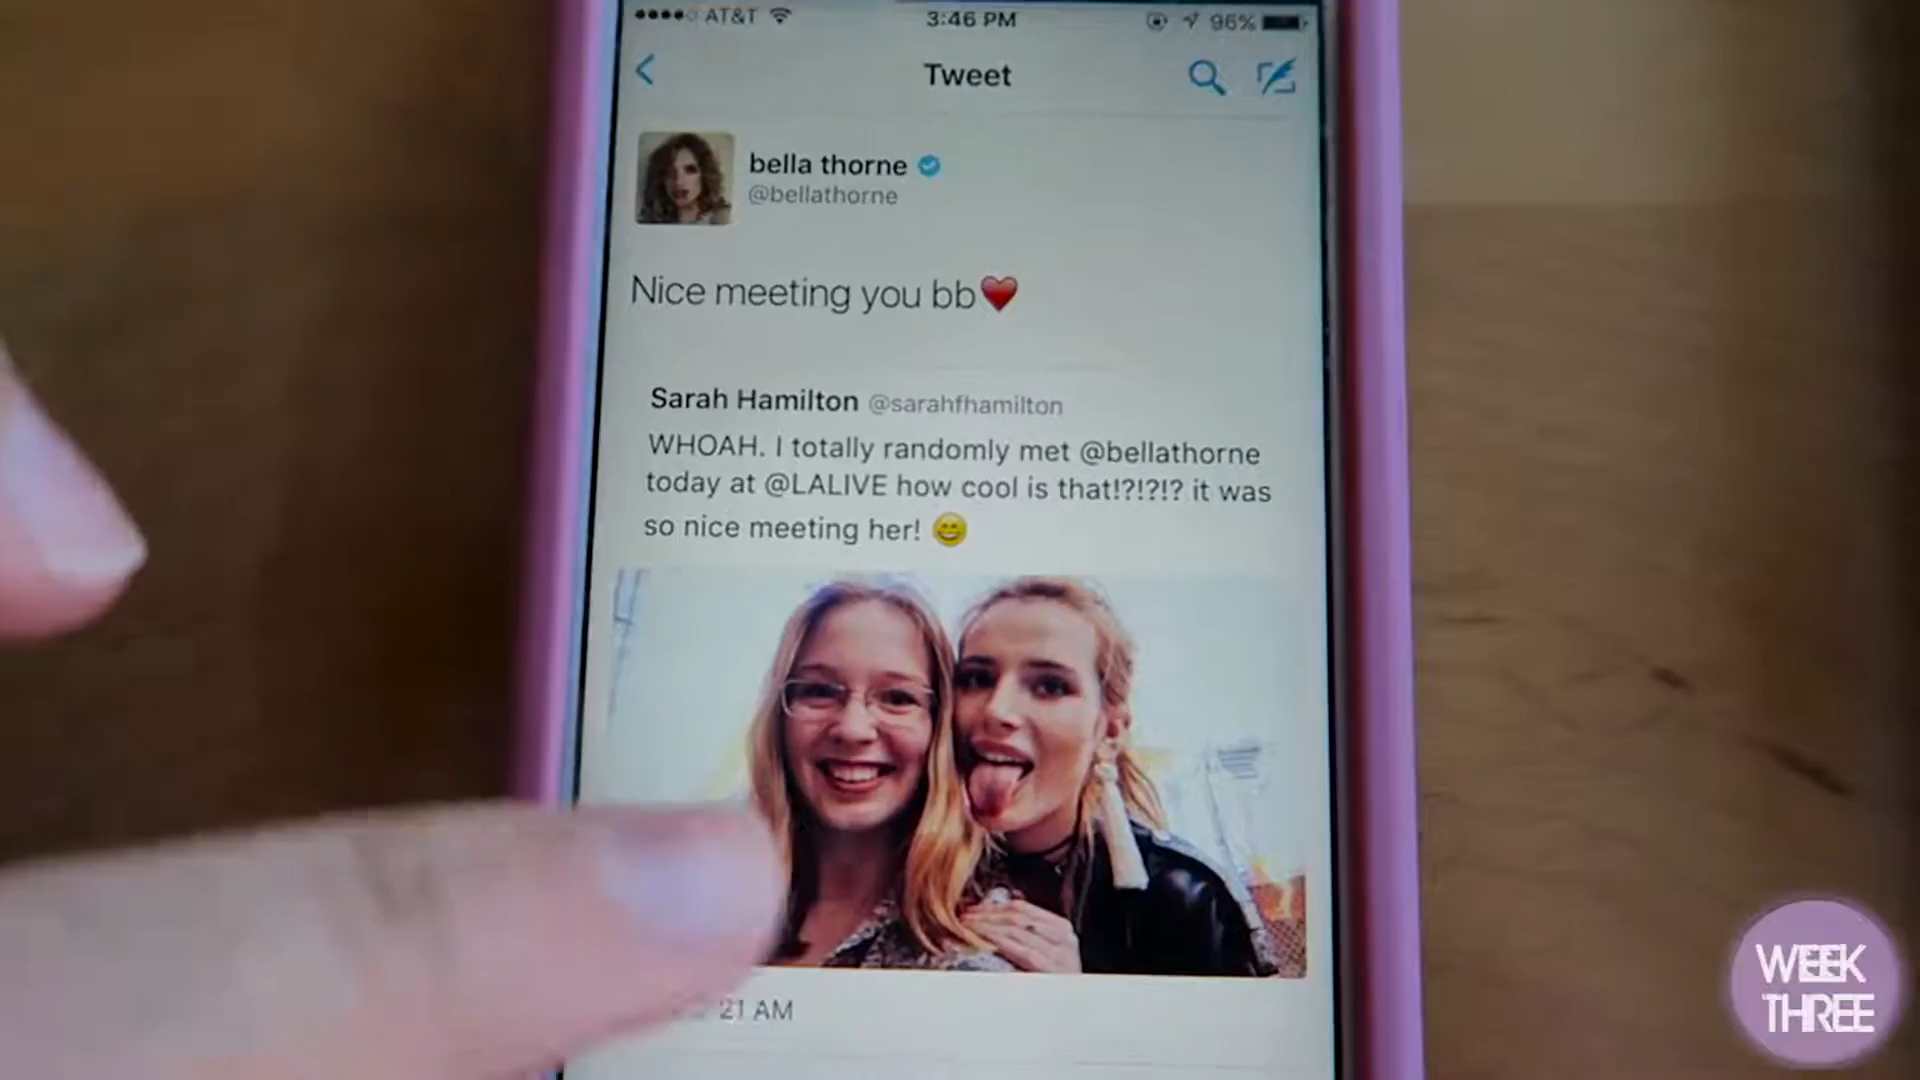 AT&T 3:46 PM 96%
Tweet
bella thorne
@bellathorne
Nice meeting you bb❤️
Sarah Hamilton @sarahfhamilton
WHOAH. I totally randomly met @bellathorne
today at @LALIVE how cool is that!?!?!? it was
so nice meeting her! 😄
21 AM
WEEK
THREE